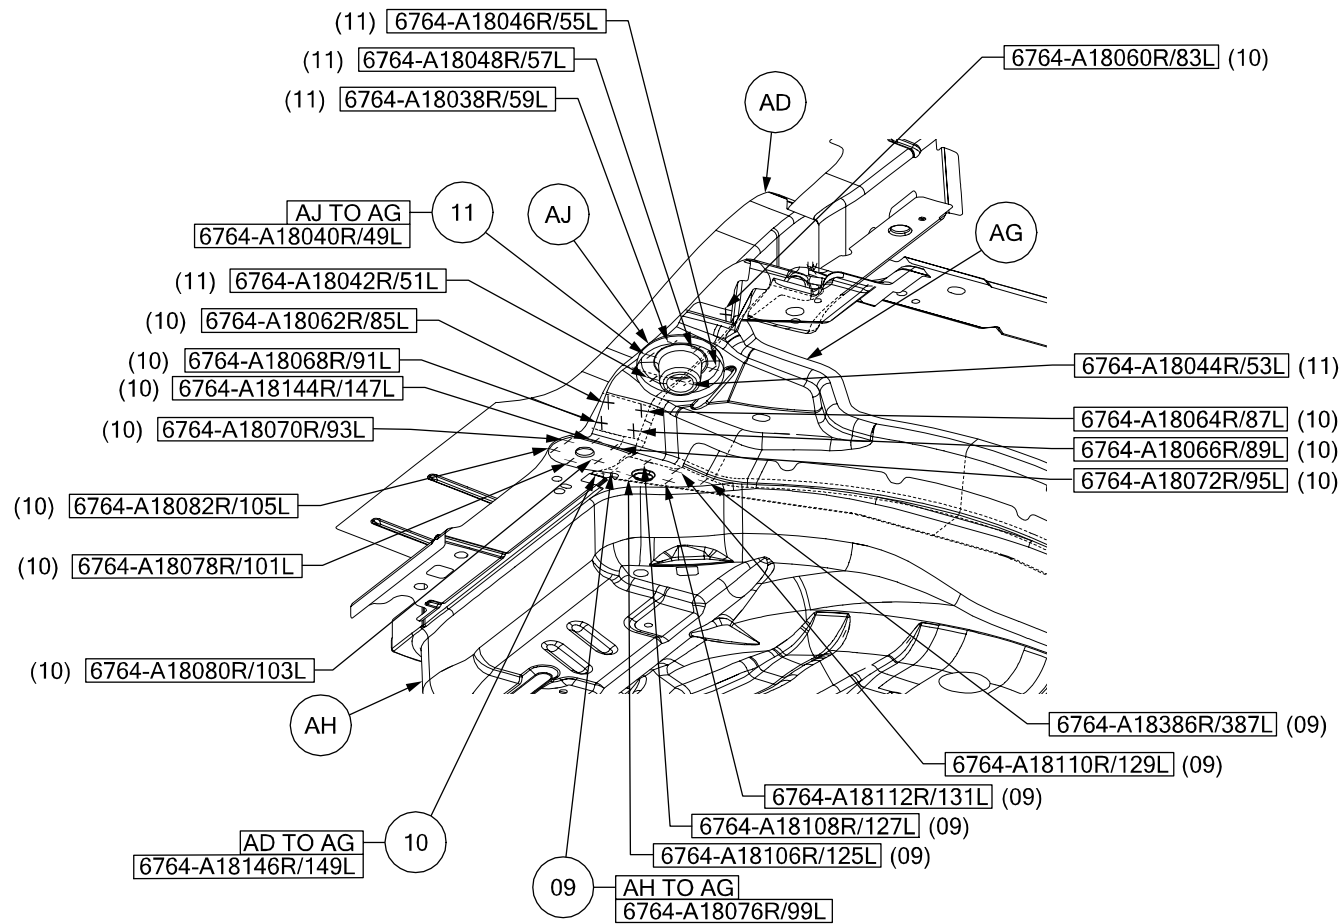 (11) 6764-A18046R/55L
(11) 6764-A18048R/57L
6764-A18060R/83L (10)
(11) 6764-A18038R/59L
AD
AJ TO AG
6764-A18040R/49L
11
AJ
AG
(11) 6764-A18042R/51L
(10) 6764-A18062R/85L
(10) 6764-A18068R/91L
6764-A18044R/53L (11)
(10) 6764-A18144R/147L
6764-A18064R/87L (10)
(10) 6764-A18070R/93L
6764-A18066R/89L (10)
6764-A18072R/95L (10)
(10) 6764-A18082R/105L
(10) 6764-A18078R/101L
(10) 6764-A18080R/103L
AH
6764-A18386R/387L (09)
6764-A18110R/129L (09)
6764-A18112R/131L (09)
6764-A18108R/127L (09)
6764-A18106R/125L (09)
AD TO AG
6764-A18146R/149L
10
09
AH TO AG
6764-A18076R/99L